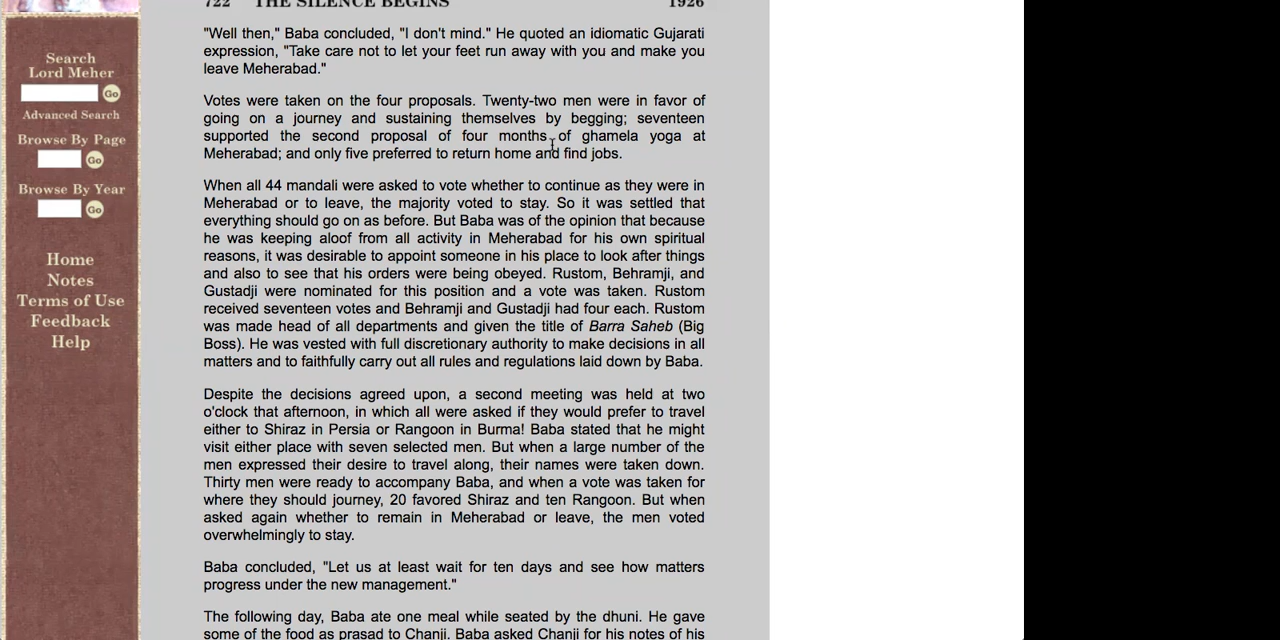 722 THE SILENCE BEGINS 1926
Search
Lord Meher
Go
Advanced Search
Browse By Page
Go
Browse By Year
Go
Home
Notes
Terms of Use
Feedback
Help
"Well then," Baba concluded, "I don't mind." He quoted an idiomatic Gujarati
expression, "Take care not to let your feet run away with you and make you
leave Meherabad."
Votes were taken on the four proposals. Twenty-two men were in favor of
going on a journey and sustaining themselves by begging; seventeen
supported the second proposal of four months of ghamela yoga at
Meherabad; and only five preferred to return home and find jobs.
When all 44 mandali were asked to vote whether to continue as they were in
Meherabad or to leave, the majority voted to stay. So it was settled that
everything should go on as before. But Baba was of the opinion that because
he was keeping aloof from all activity in Meherabad for his own spiritual
reasons, it was desirable to appoint someone in his place to look after things
and also to see that his orders were being obeyed. Rustom, Behramji, and
Gustadji were nominated for this position and a vote was taken. Rustom
received seventeen votes and Behramji and Gustadji had four each. Rustom
was made head of all departments and given the title of Barra Saheb (Big
Boss). He was vested with full discretionary authority to make decisions in all
matters and to faithfully carry out all rules and regulations laid down by Baba.
Despite the decisions agreed upon, a second meeting was held at two
o'clock that afternoon, in which all were asked if they would prefer to travel
either to Shiraz in Persia or Rangoon in Burma! Baba stated that he might
visit either place with seven selected men. But when a large number of the
men expressed their desire to travel along, their names were taken down.
Thirty men were ready to accompany Baba, and when a vote was taken for
where they should journey, 20 favored Shiraz and ten Rangoon. But when
asked again whether to remain in Meherabad or leave, the men voted
overwhelmingly to stay.
Baba concluded, "Let us at least wait for ten days and see how matters
progress under the new management."
The following day, Baba ate one meal while seated by the dhuni. He gave
some of the food as prasad to Chanji. Baba asked Chanji for his notes of his